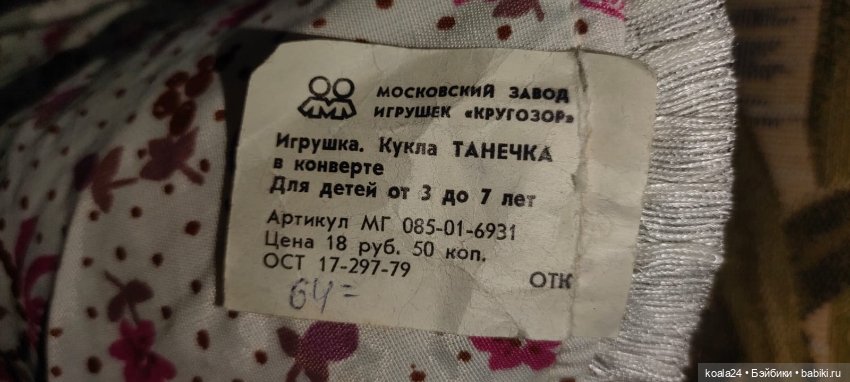 МОСКОВСКИЙ ЗАВОД
ИГРУШЕК «КРУГОЗОР»
Игрушка. Кукла ТАНЕЧКА
в конверте
Для детей от 3 до 7 лет
Артикул МГ 085-01-6931
Цена 18 руб. 50 коп.
ОСТ 17-297-79
ОТК
64=
koala24 • Бэйбики • babiki.ru